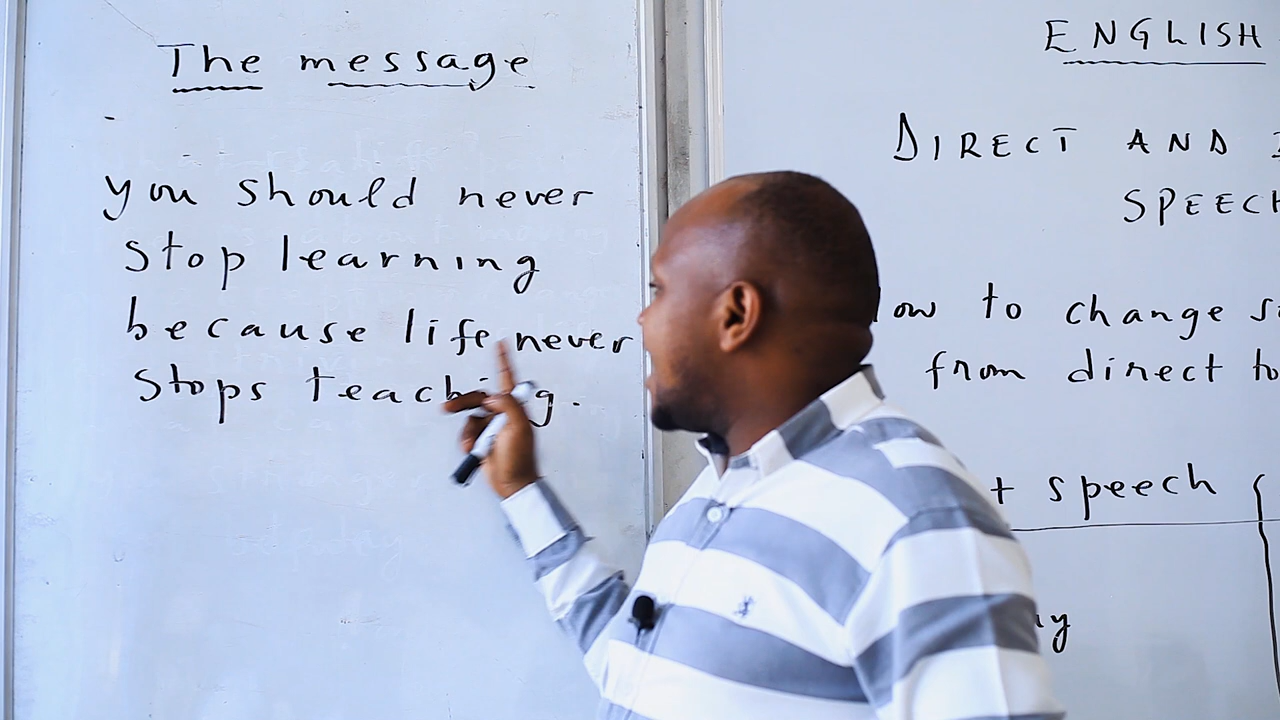 The message
you should never
stop learning
because life never
stops teaching.
ENGLISH
DIRECT AND
SPEECH
to change
from direct to
speech